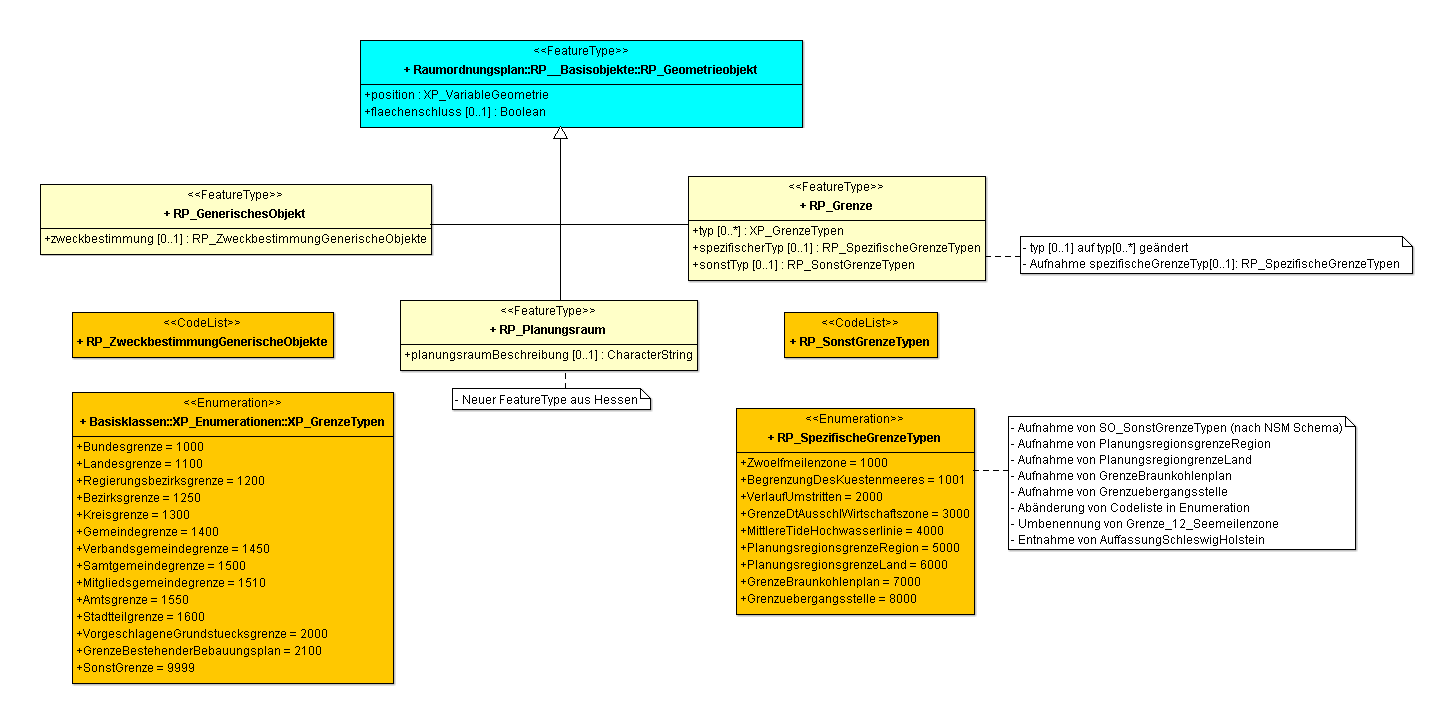 <<FeatureType>>
+ Raumordnungsplan::RP__Basisobjekte::RP_Geometrieobjekt
+position : XP_VariableGeometrie
+flaechenschluss [0..1] : Boolean
<<FeatureType>>
+ RP_GenerischesObjekt
+zweckbestimmung [0..1] : RP_ZweckbestimmungGenerischeObjekte
<<FeatureType>>
+ RP_Grenze
+typ [0..*] : XP_GrenzeTypen
+spezifischerTyp [0..1] : RP_SpezifischeGrenzeTypen
+sonstTyp [0..1] : RP_SonstGrenzeTypen
- typ [0..1] auf typ[0..*] geändert
- Aufnahme spezifischeGrenzeTyp[0..1]: RP_SpezifischeGrenzeTypen
<<CodeList>>
+ RP_ZweckbestimmungGenerischeObjekte
<<FeatureType>>
+ RP_Planungsraum
+planungsraumBeschreibung [0..1] : CharacterString
- Neuer FeatureType aus Hessen
<<CodeList>>
+ RP_SonstGrenzeTypen
<<Enumeration>>
+ Basisklassen::XP_Enumerationen::XP_GrenzeTypen
+Bundesgrenze = 1000
+Landesgrenze = 1100
+Regierungsbezirksgrenze = 1200
+Bezirksgrenze = 1250
+Kreisgrenze = 1300
+Gemeindegrenze = 1400
+Verbandsgemeindegrenze = 1450
+Samtgemeindegrenze = 1500
+Mitgliedsgemeindegrenze = 1510
+Amtsgrenze = 1550
+Stadtteilgrenze = 1600
+VorgeschlageneGrundstuecksgrenze = 2000
+GrenzeBestehenderBebauungsplan = 2100
+SonstGrenze = 9999
<<Enumeration>>
+ RP_SpezifischeGrenzeTypen
+Zwoelfmeilenzone = 1000
+BegrenzungDesKuestenmeeres = 1001
+VerlaufUmstritten = 2000
+GrenzeDtAusschlWirtschaftszone = 3000
+MittlereTideHochwasserlinie = 4000
+PlanungsregionsgrenzeRegion = 5000
+PlanungsregionsgrenzeLand = 6000
+GrenzeBraunkohlenplan = 7000
+Grenzuebergangsstelle = 8000
- Aufnahme von SO_SonstGrenzeTypen (nach NSM Schema)
- Aufnahme von PlanungsregionsgrenzeRegion
- Aufnahme von PlanungsregiongrenzeLand
- Aufnahme von GrenzeBraunkohlenplan
- Aufnahme von Grenzuebergangsstelle
- Abänderung von Codeliste in Enumeration
- Umbenennung von Grenze_12_Seemeilenzone
- Entnahme von AuffassungSchleswigHolstein